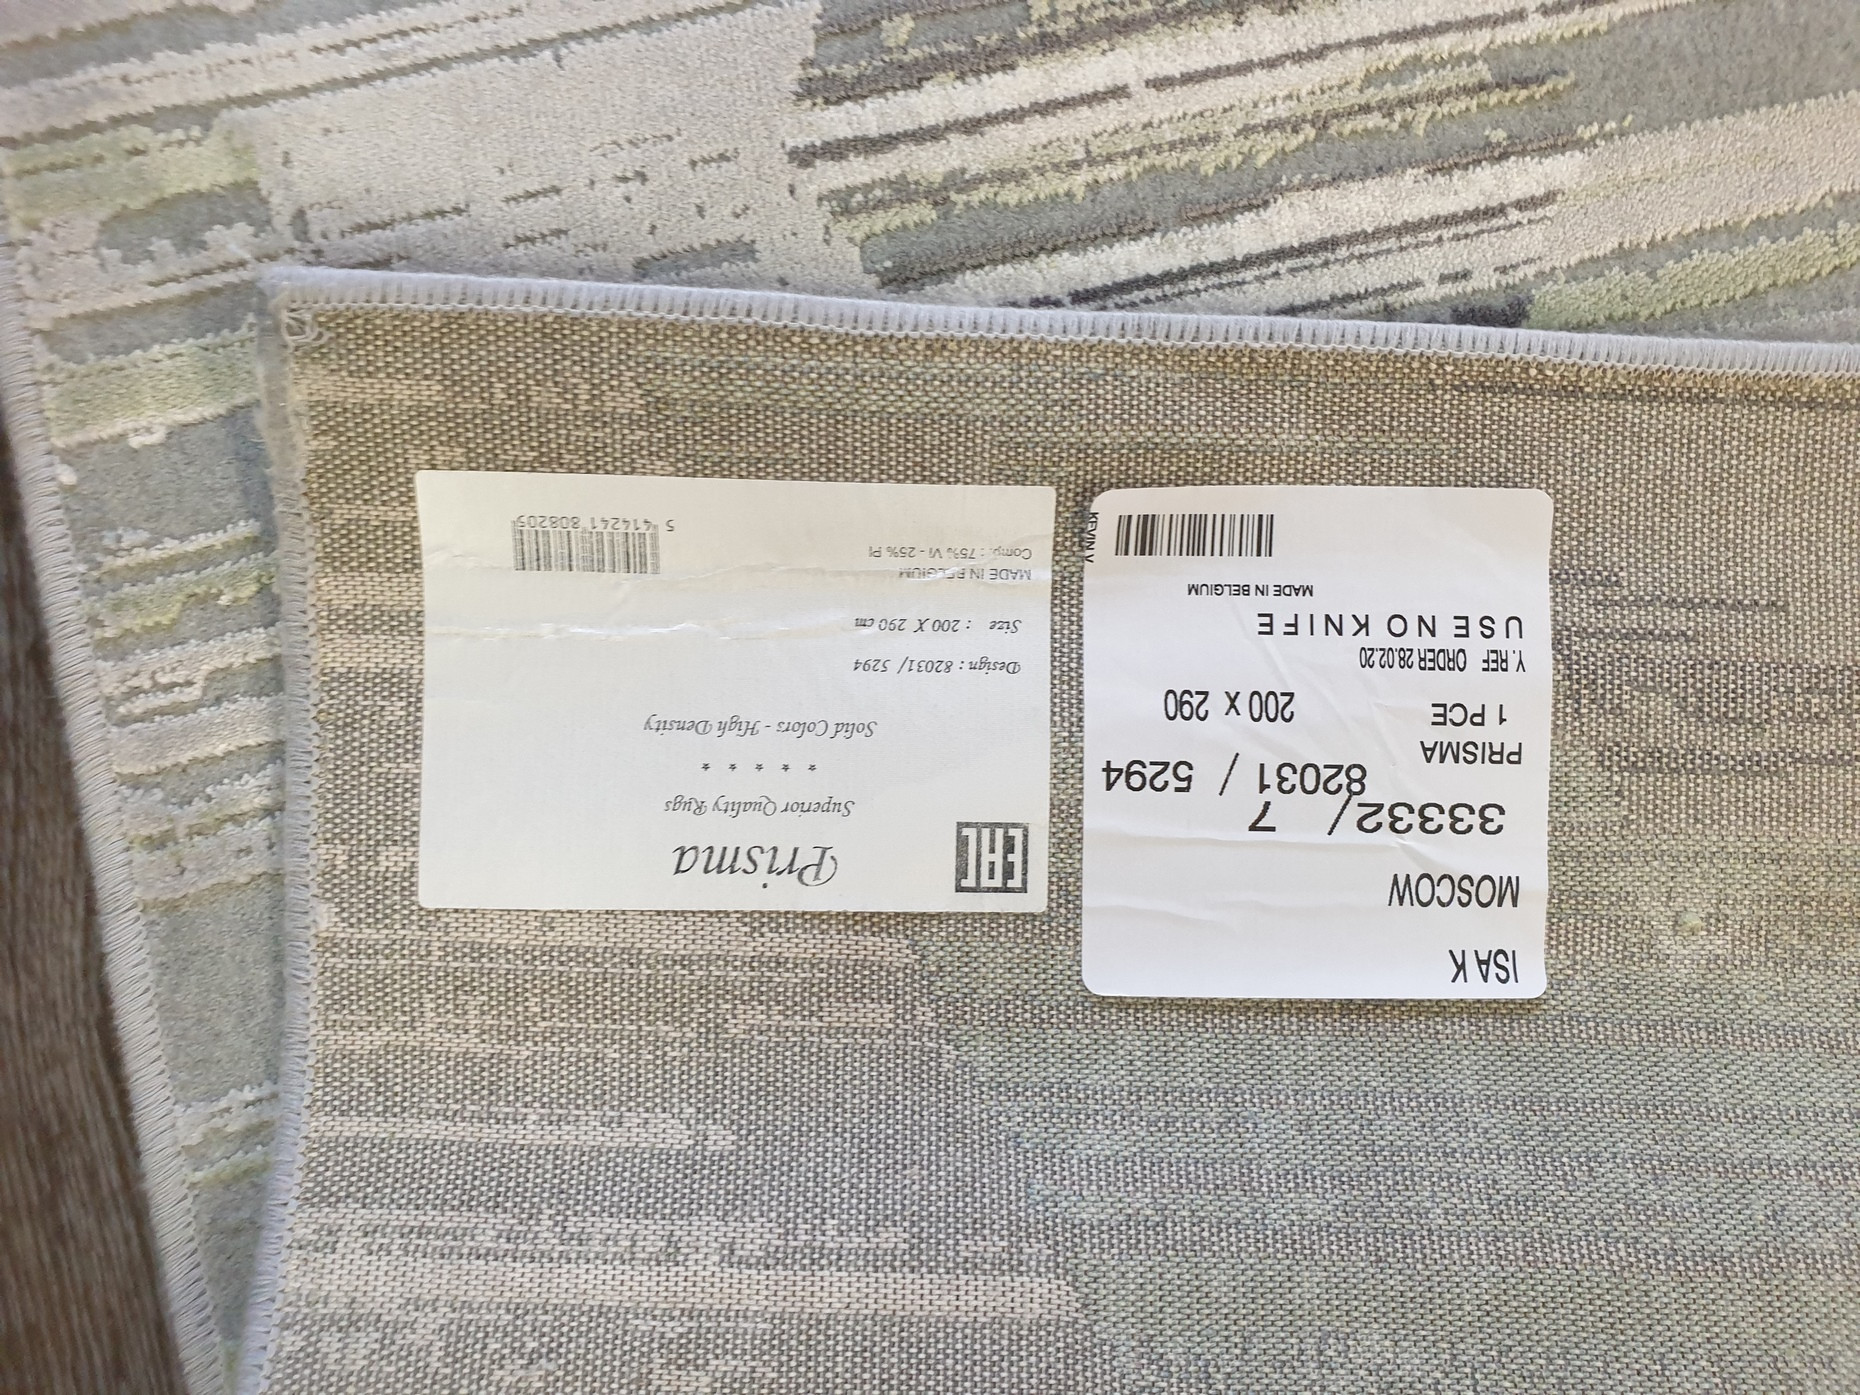 EAC
Prisma
Superior Quality Rugs
* * * * *
Solid Colors - High Density
Design : 82031/ 5294
Size : 200 X 290 cm
MADE IN BELGIUM
Comp. : 75% Vi - 25% Pl
5 414241 808205
ISA K
MOSCOW
33332/ 7
82031 / 5294
PRISMA
1 PCE 200 x 290
Y. REF ORDER 28.02.20
USE NO KNIFE
MADE IN BELGIUM
KEVIN V